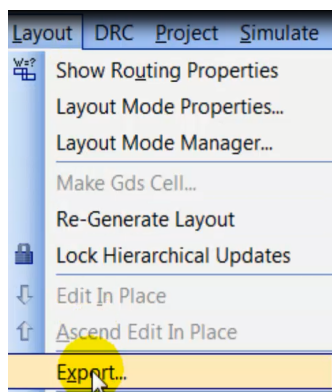 Layout DRC Project Simulate
W=?
Show Routing Properties
Layout Mode Properties...
Layout Mode Manager...
Make Gds Cell...
Re-Generate Layout
Lock Hierarchical Updates
Edit In Place
Ascend Edit In Place
Export...